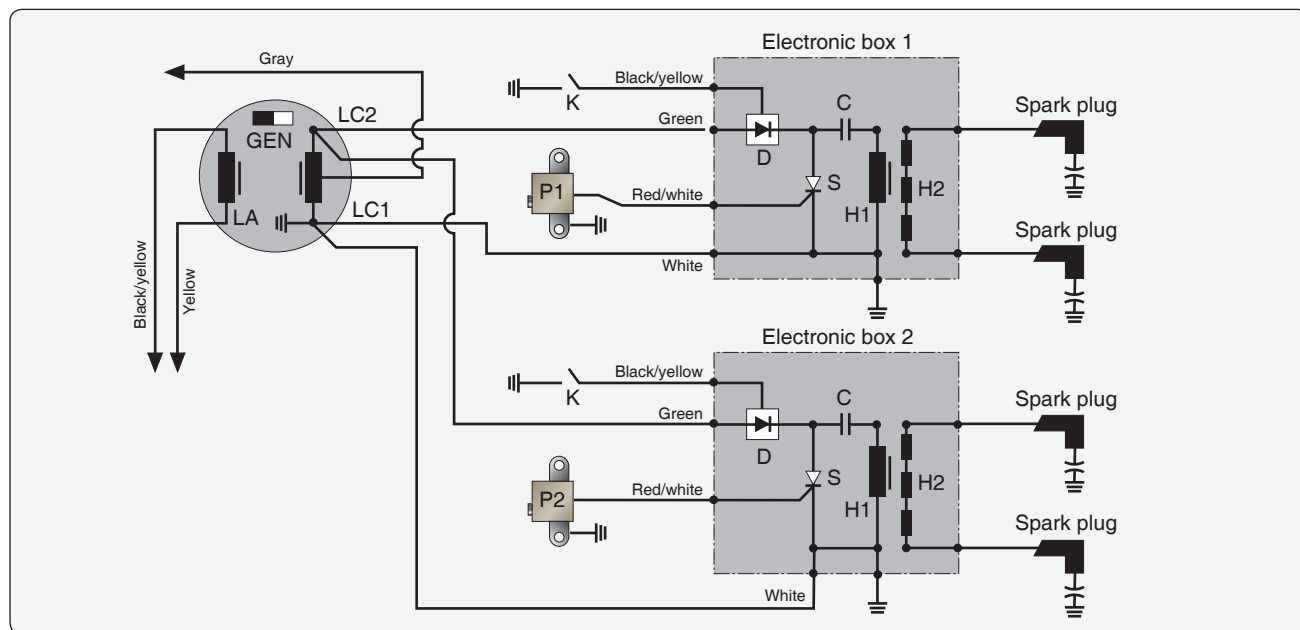 Electronic box 1
Gray
Black/yellow
K
C
Spark plug
LC2
Green
GEN
D
P1
Red/white
S
H1
H2
LA
LC1
Spark plug
White
Black/yellow
Yellow
Electronic box 2
Black/yellow
K
C
Spark plug
Green
D
P2
Red/white
S
H1
H2
Spark plug
White